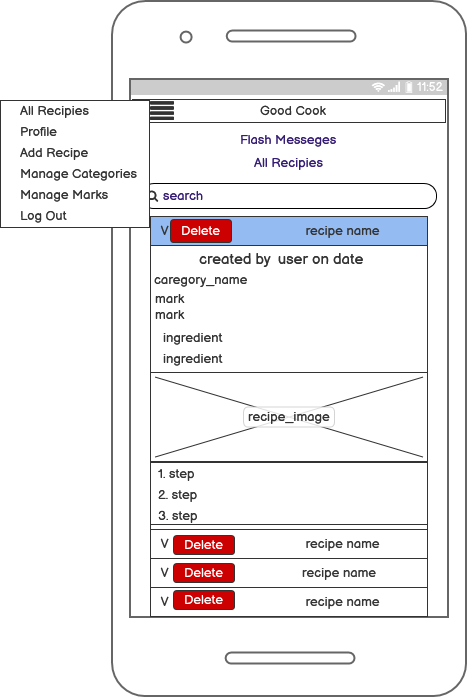 11:52
Good Cook
All Recipies
Profile
Add Recipe
Manage Categories
Manage Marks
Log Out
Flash Messeges
All Recipies
search
V Delete recipe name
created by user on date
caregory_name
mark
mark
ingredient
ingredient
recipe_image
1. step
2. step
3. step
V Delete recipe name
V Delete recipe name
V Delete recipe name